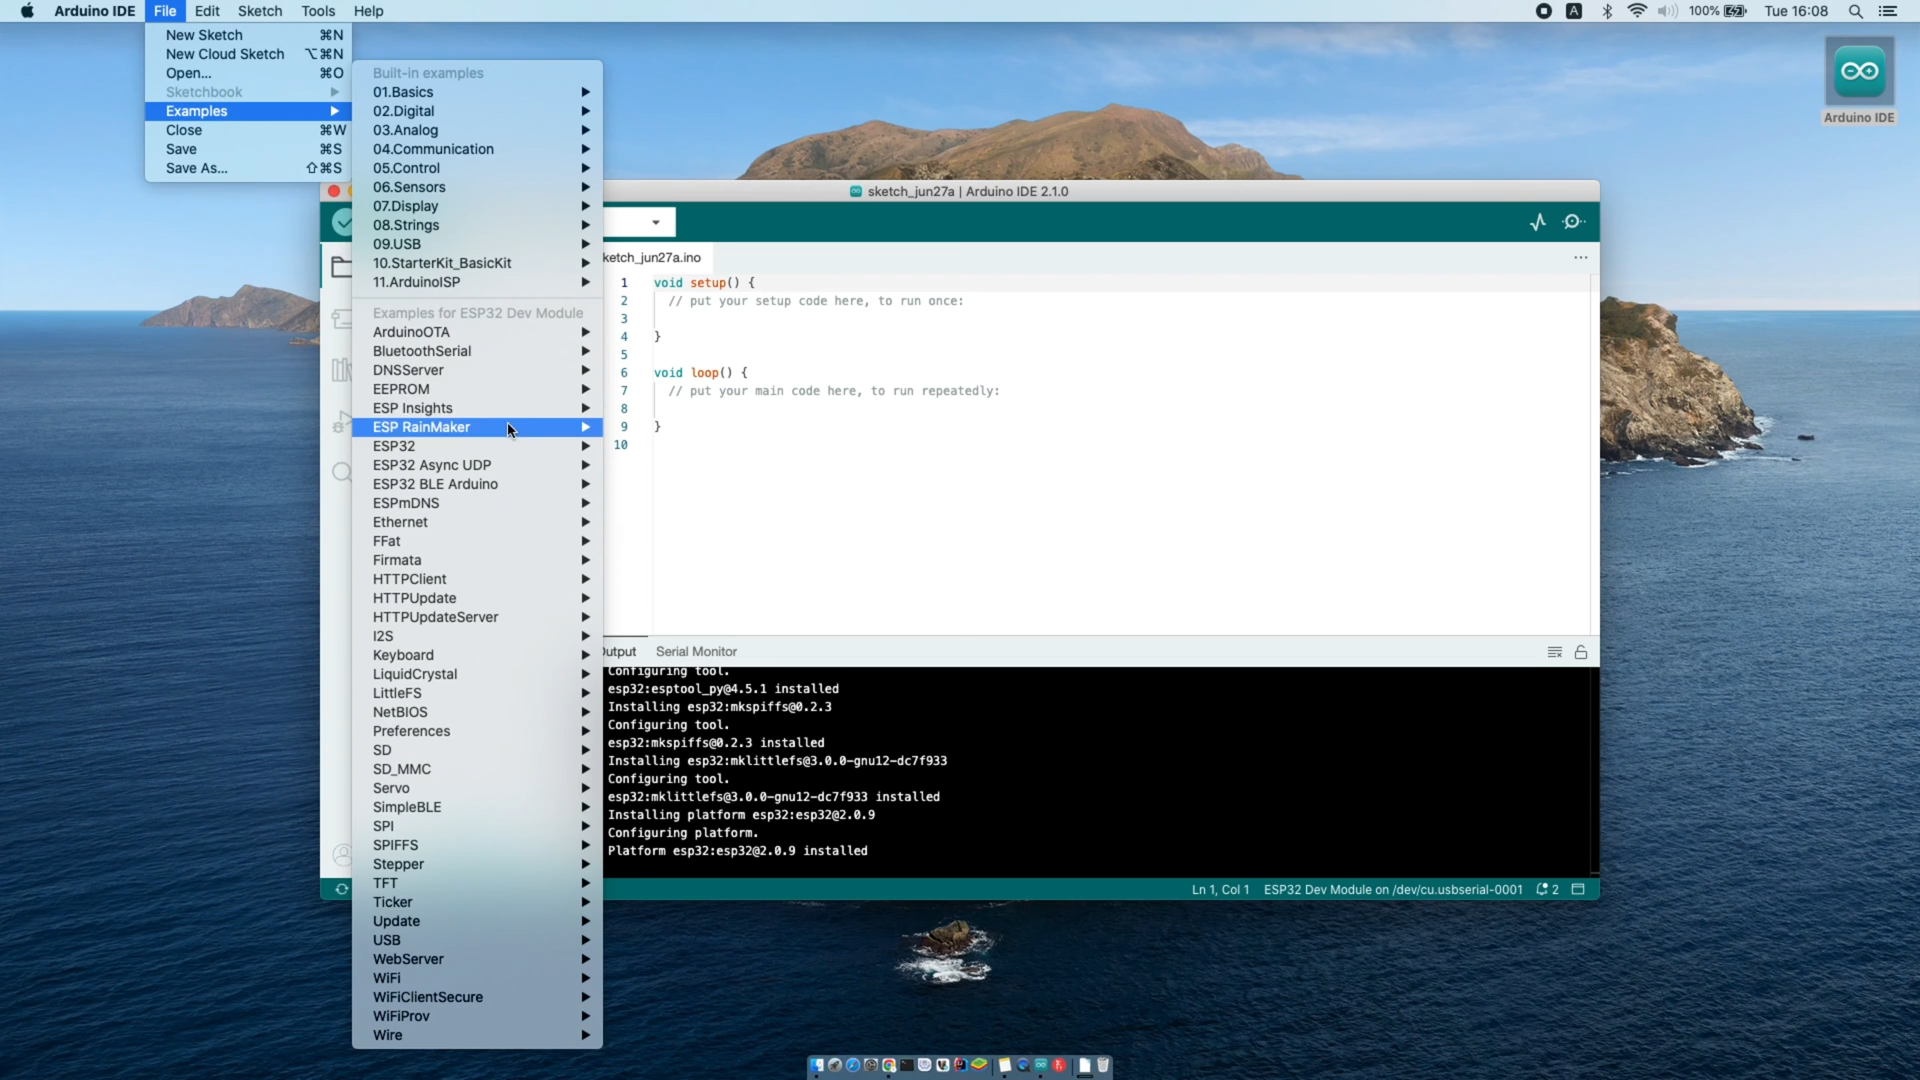 Arduino IDE File Edit Sketch Tools Help
A 100% Tue 16:08
New Sketch ⌘N
New Cloud Sketch ⌥⌘N
Open... ⌘O
Sketchbook
Examples
Close ⌘W
Save ⌘S
Save As... ⇧⌘S
Built-in examples
01.Basics
02.Digital
03.Analog
04.Communication
05.Control
06.Sensors
07.Display
08.Strings
09.USB
10.StarterKit_BasicKit
11.ArduinoISP
Examples for ESP32 Dev Module
ArduinoOTA
BluetoothSerial
DNSServer
EEPROM
ESP Insights
ESP RainMaker
ESP32
ESP32 Async UDP
ESP32 BLE Arduino
ESPmDNS
Ethernet
FFat
Firmata
HTTPClient
HTTPUpdate
HTTPUpdateServer
I2S
Keyboard
LiquidCrystal
LittleFS
NetBIOS
Preferences
SD
SD_MMC
Servo
SimpleBLE
SPI
SPIFFS
Stepper
TFT
Ticker
Update
USB
WebServer
WiFi
WiFiClientSecure
WiFiProv
Wire
Arduino IDE
sketch_jun27a | Arduino IDE 2.1.0
ketch_jun27a.ino
1 void setup() {
2 // put your setup code here, to run once:
3
4 }
5
6 void loop() {
7 // put your main code here, to run repeatedly:
8
9 }
10
utput Serial Monitor
Configuring tool.
esp32:esptool_py@4.5.1 installed
Installing esp32:mkspiffs@0.2.3
Configuring tool.
esp32:mkspiffs@0.2.3 installed
Installing esp32:mklittlefs@3.0.0-gnu12-dc7f933
Configuring tool.
esp32:mklittlefs@3.0.0-gnu12-dc7f933 installed
Installing platform esp32:esp32@2.0.9
Configuring platform.
Platform esp32:esp32@2.0.9 installed
Ln 1, Col 1 ESP32 Dev Module on /dev/cu.usbserial-0001 2